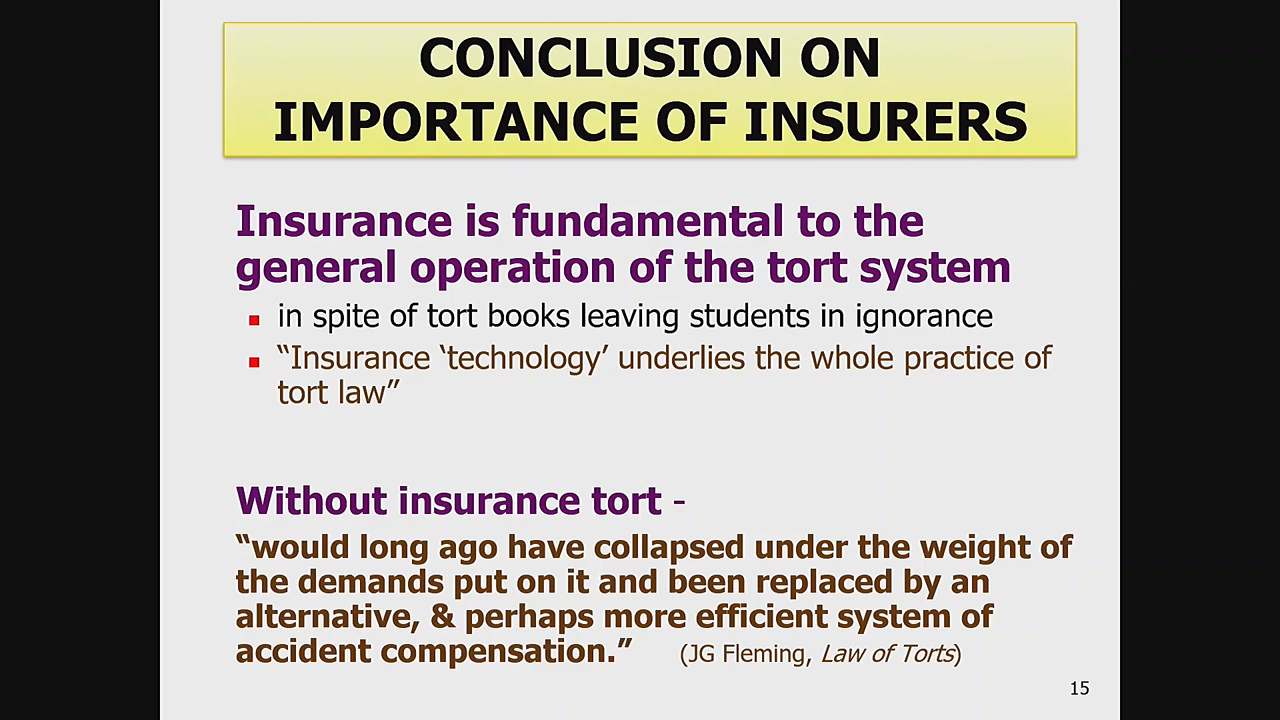 CONCLUSION ON
IMPORTANCE OF INSURERS
Insurance is fundamental to the
general operation of the tort system
in spite of tort books leaving students in ignorance
“Insurance ‘technology’ underlies the whole practice of
tort law”
Without insurance tort -
“would long ago have collapsed under the weight of
the demands put on it and been replaced by an
alternative, & perhaps more efficient system of
accident compensation.” (JG Fleming, Law of Torts)
15